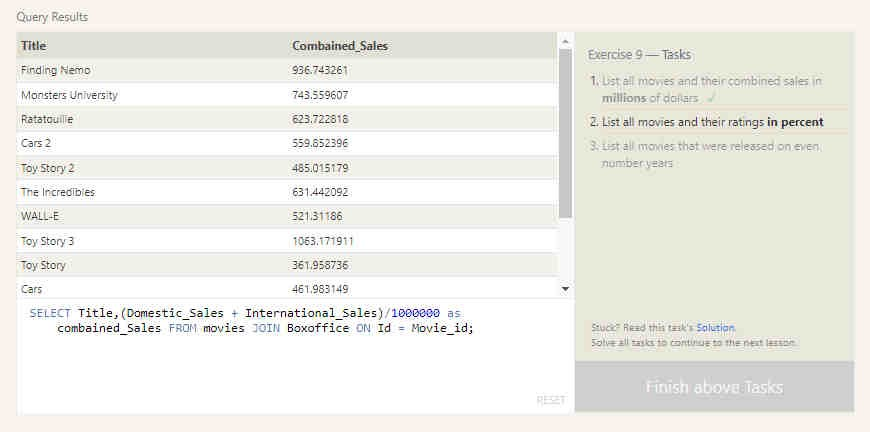 Query Results
Title Combained_Sales
Finding Nemo 936.743261
Monsters University 743.559607
Ratatouille 623.722818
Cars 2 559.852396
Toy Story 2 485.015179
The Incredibles 631.442092
WALL-E 521.31186
Toy Story 3 1063.171911
Toy Story 361.958736
Cars 461.983149
SELECT Title,(Domestic_Sales + International_Sales)/1000000 as
combained_Sales FROM movies JOIN Boxoffice ON Id = Movie_id;
RESET
Exercise 9 — Tasks
1. List all movies and their combined sales in
millions of dollars ✓
2. List all movies and their ratings in percent
3. List all movies that were released on even
number years
Stuck? Read this task's Solution.
Solve all tasks to continue to the next lesson.
Finish above Tasks